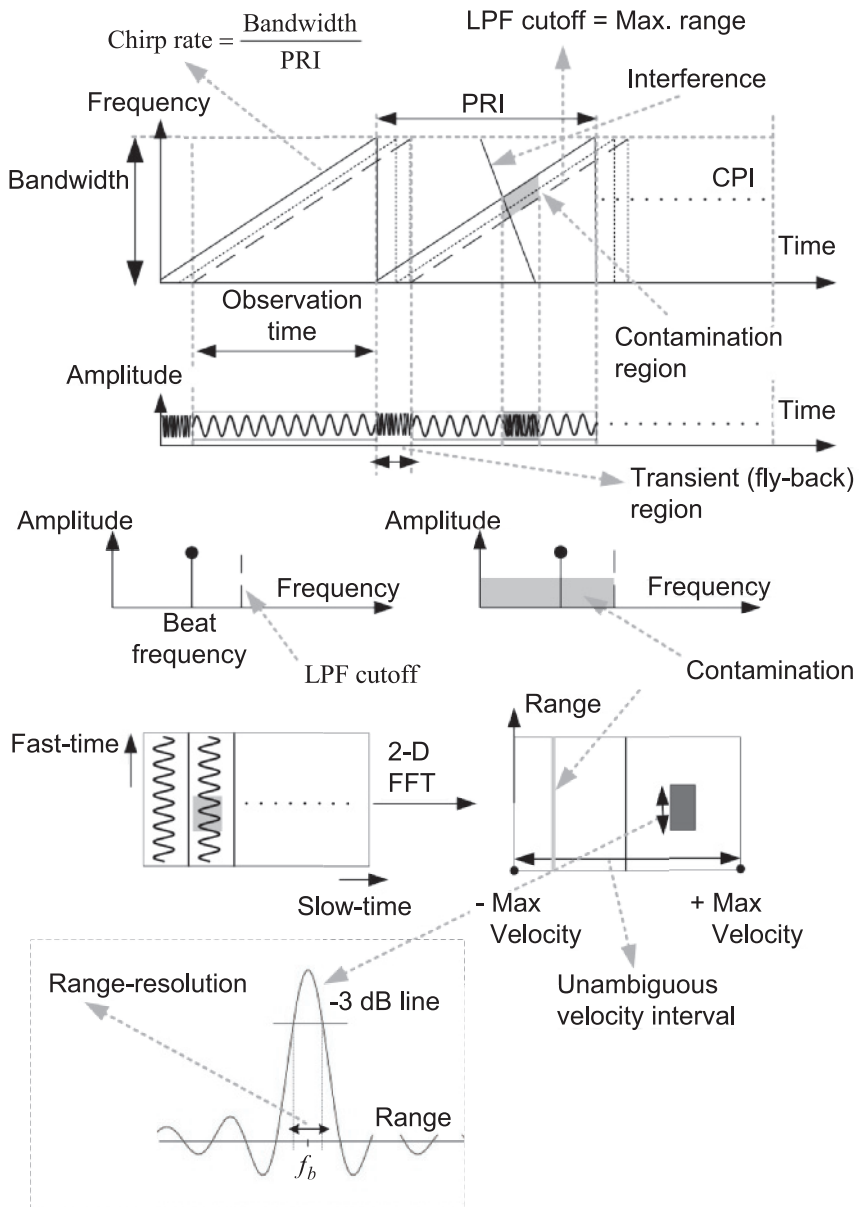 Chirp rate = Bandwidth / PRI
LPF cutoff = Max. range
Interference
Frequency
PRI
Bandwidth
CPI
Time
Observation
time
Contamination
region
Amplitude
Time
Transient (fly-back)
region
Amplitude
Frequency
Beat
frequency
LPF cutoff
Amplitude
Frequency
Contamination
Fast-time
2-D
FFT
Slow-time
Range
- Max
Velocity
+ Max
Velocity
Unambiguous
velocity interval
Range-resolution
-3 dB line
Range
f_b